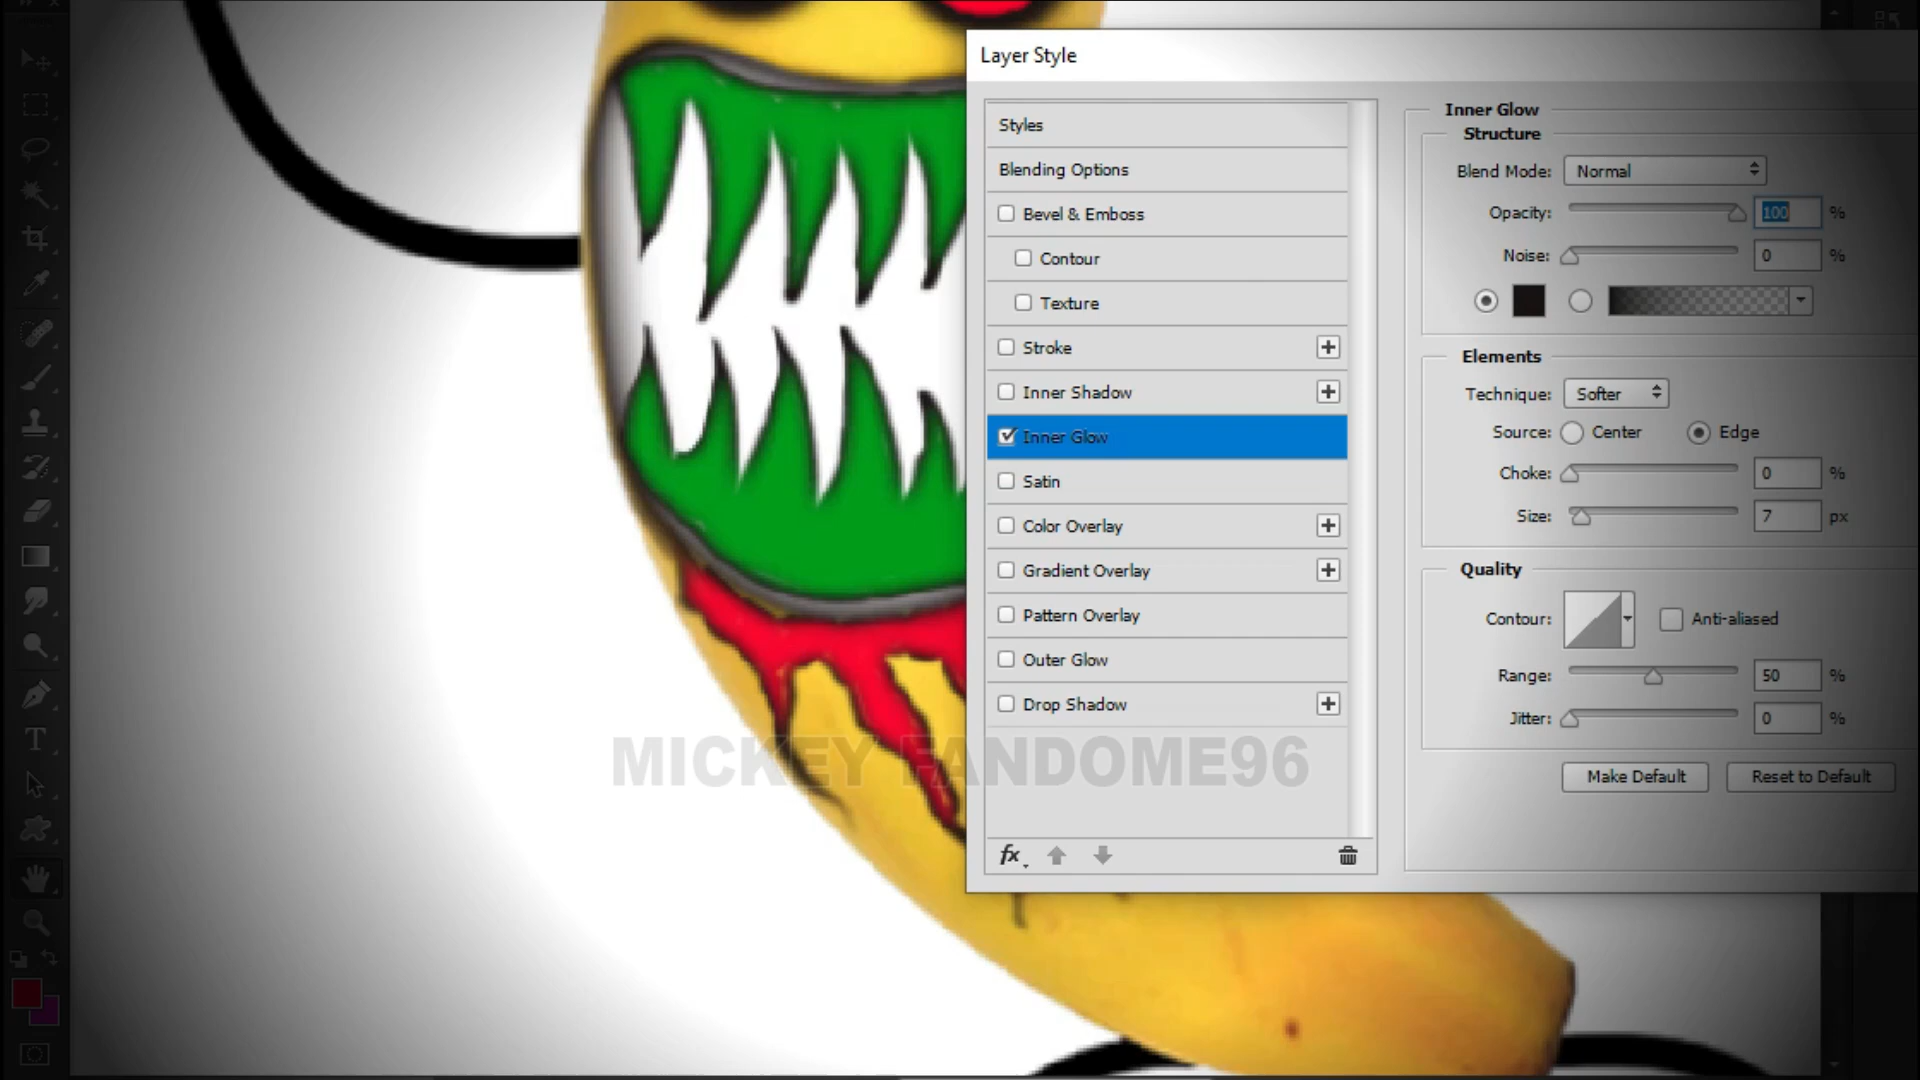 Layer Style
Styles
Blending Options
Bevel & Emboss
Contour
Texture
Stroke
Inner Shadow
Inner Glow
Satin
Color Overlay
Gradient Overlay
Pattern Overlay
Outer Glow
Drop Shadow
fx
Inner Glow
Structure
Blend Mode: Normal
Opacity: 100 %
Noise: 0 %
Elements
Technique: Softer
Source: Center Edge
Choke: 0 %
Size: 7 px
Quality
Contour: Anti-aliased
Range: 50 %
Jitter: 0 %
Make Default Reset to Default
MICKEY FANDOME96